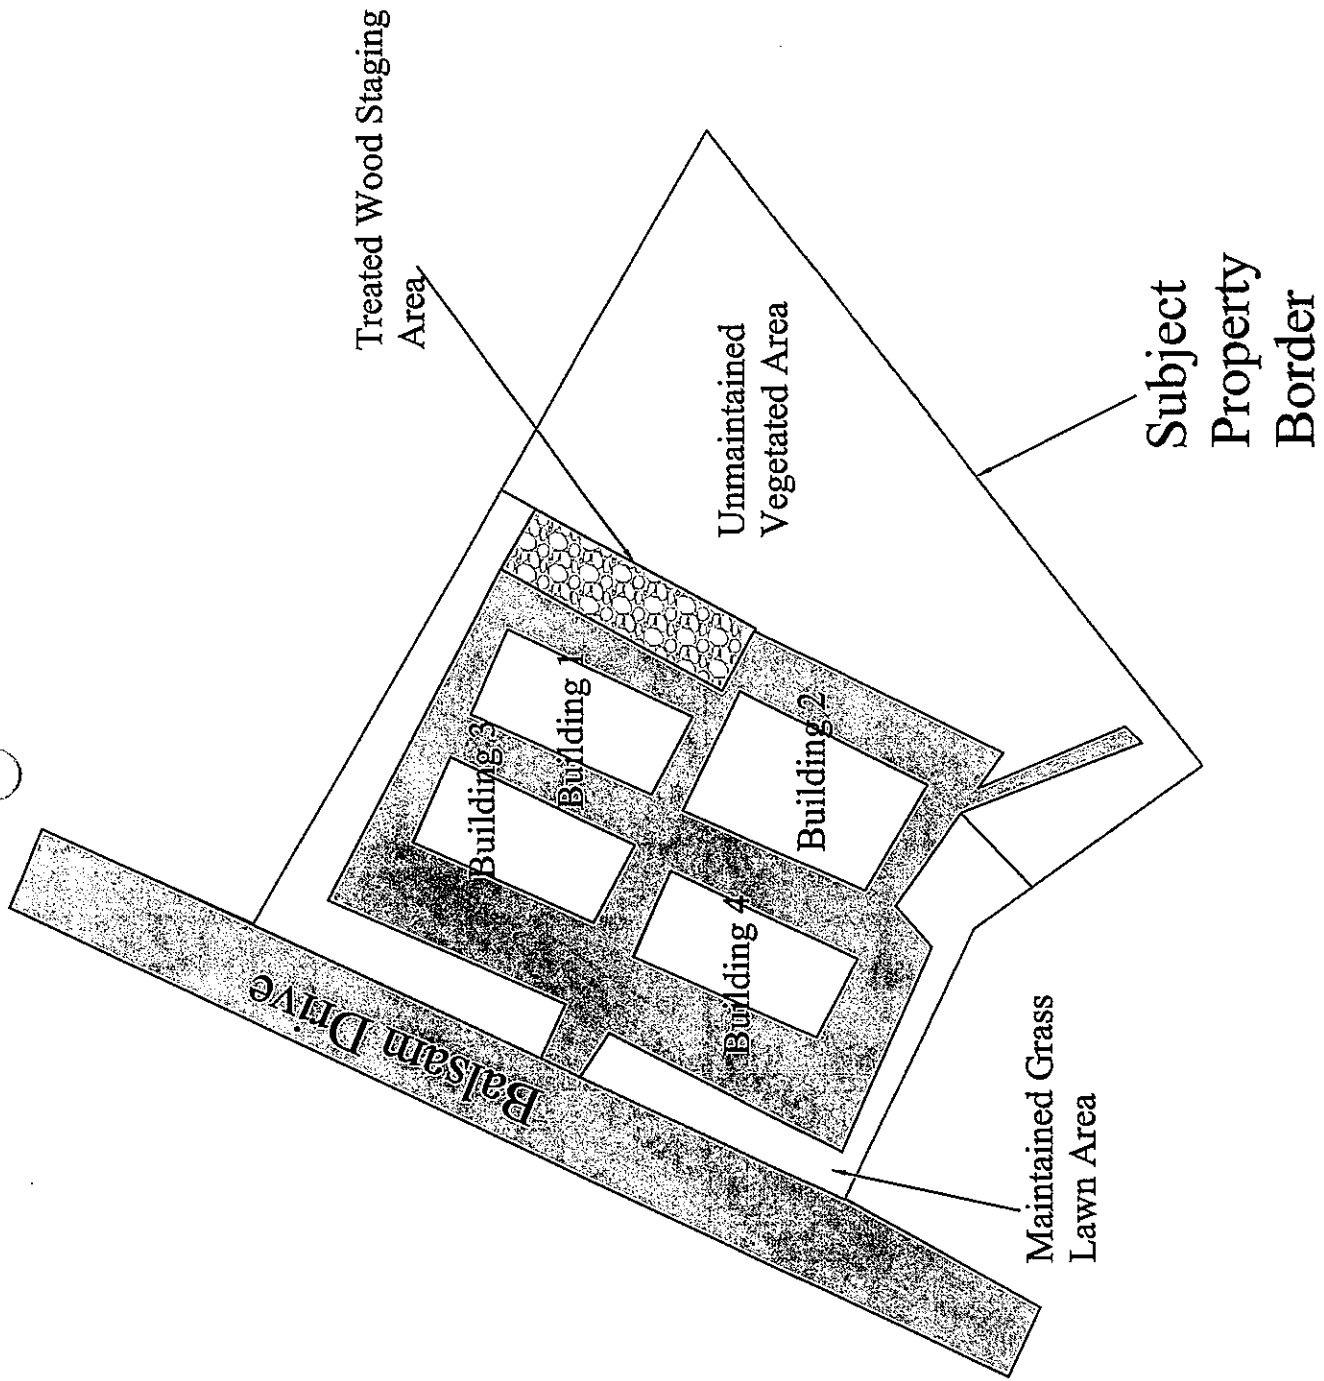 Treated Wood Staging
Area
Unmaintained
Vegetated Area
Subject
Property
Border
Building 1
Building 3
Building 2
Building 4
Balsam Drive
Maintained Grass
Lawn Area